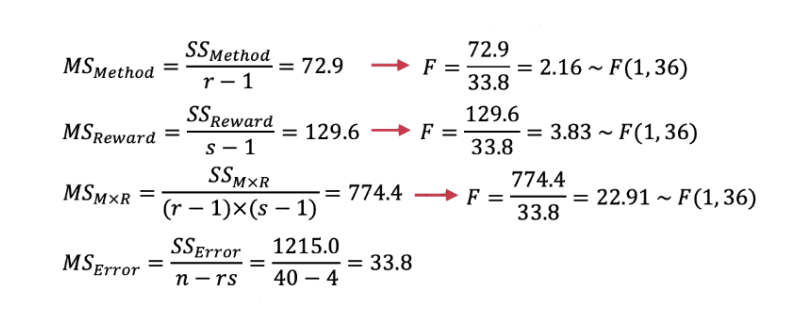 MS_Method = SS_Method / (r − 1) = 72.9 → F = 72.9 / 33.8 = 2.16 ~ F(1, 36)
MS_Reward = SS_Reward / (s − 1) = 129.6 → F = 129.6 / 33.8 = 3.83 ~ F(1, 36)
MS_M×R = SS_M×R / ((r − 1)×(s − 1)) = 774.4 → F = 774.4 / 33.8 = 22.91 ~ F(1, 36)
MS_Error = SS_Error / (n − rs) = 1215.0 / (40 − 4) = 33.8